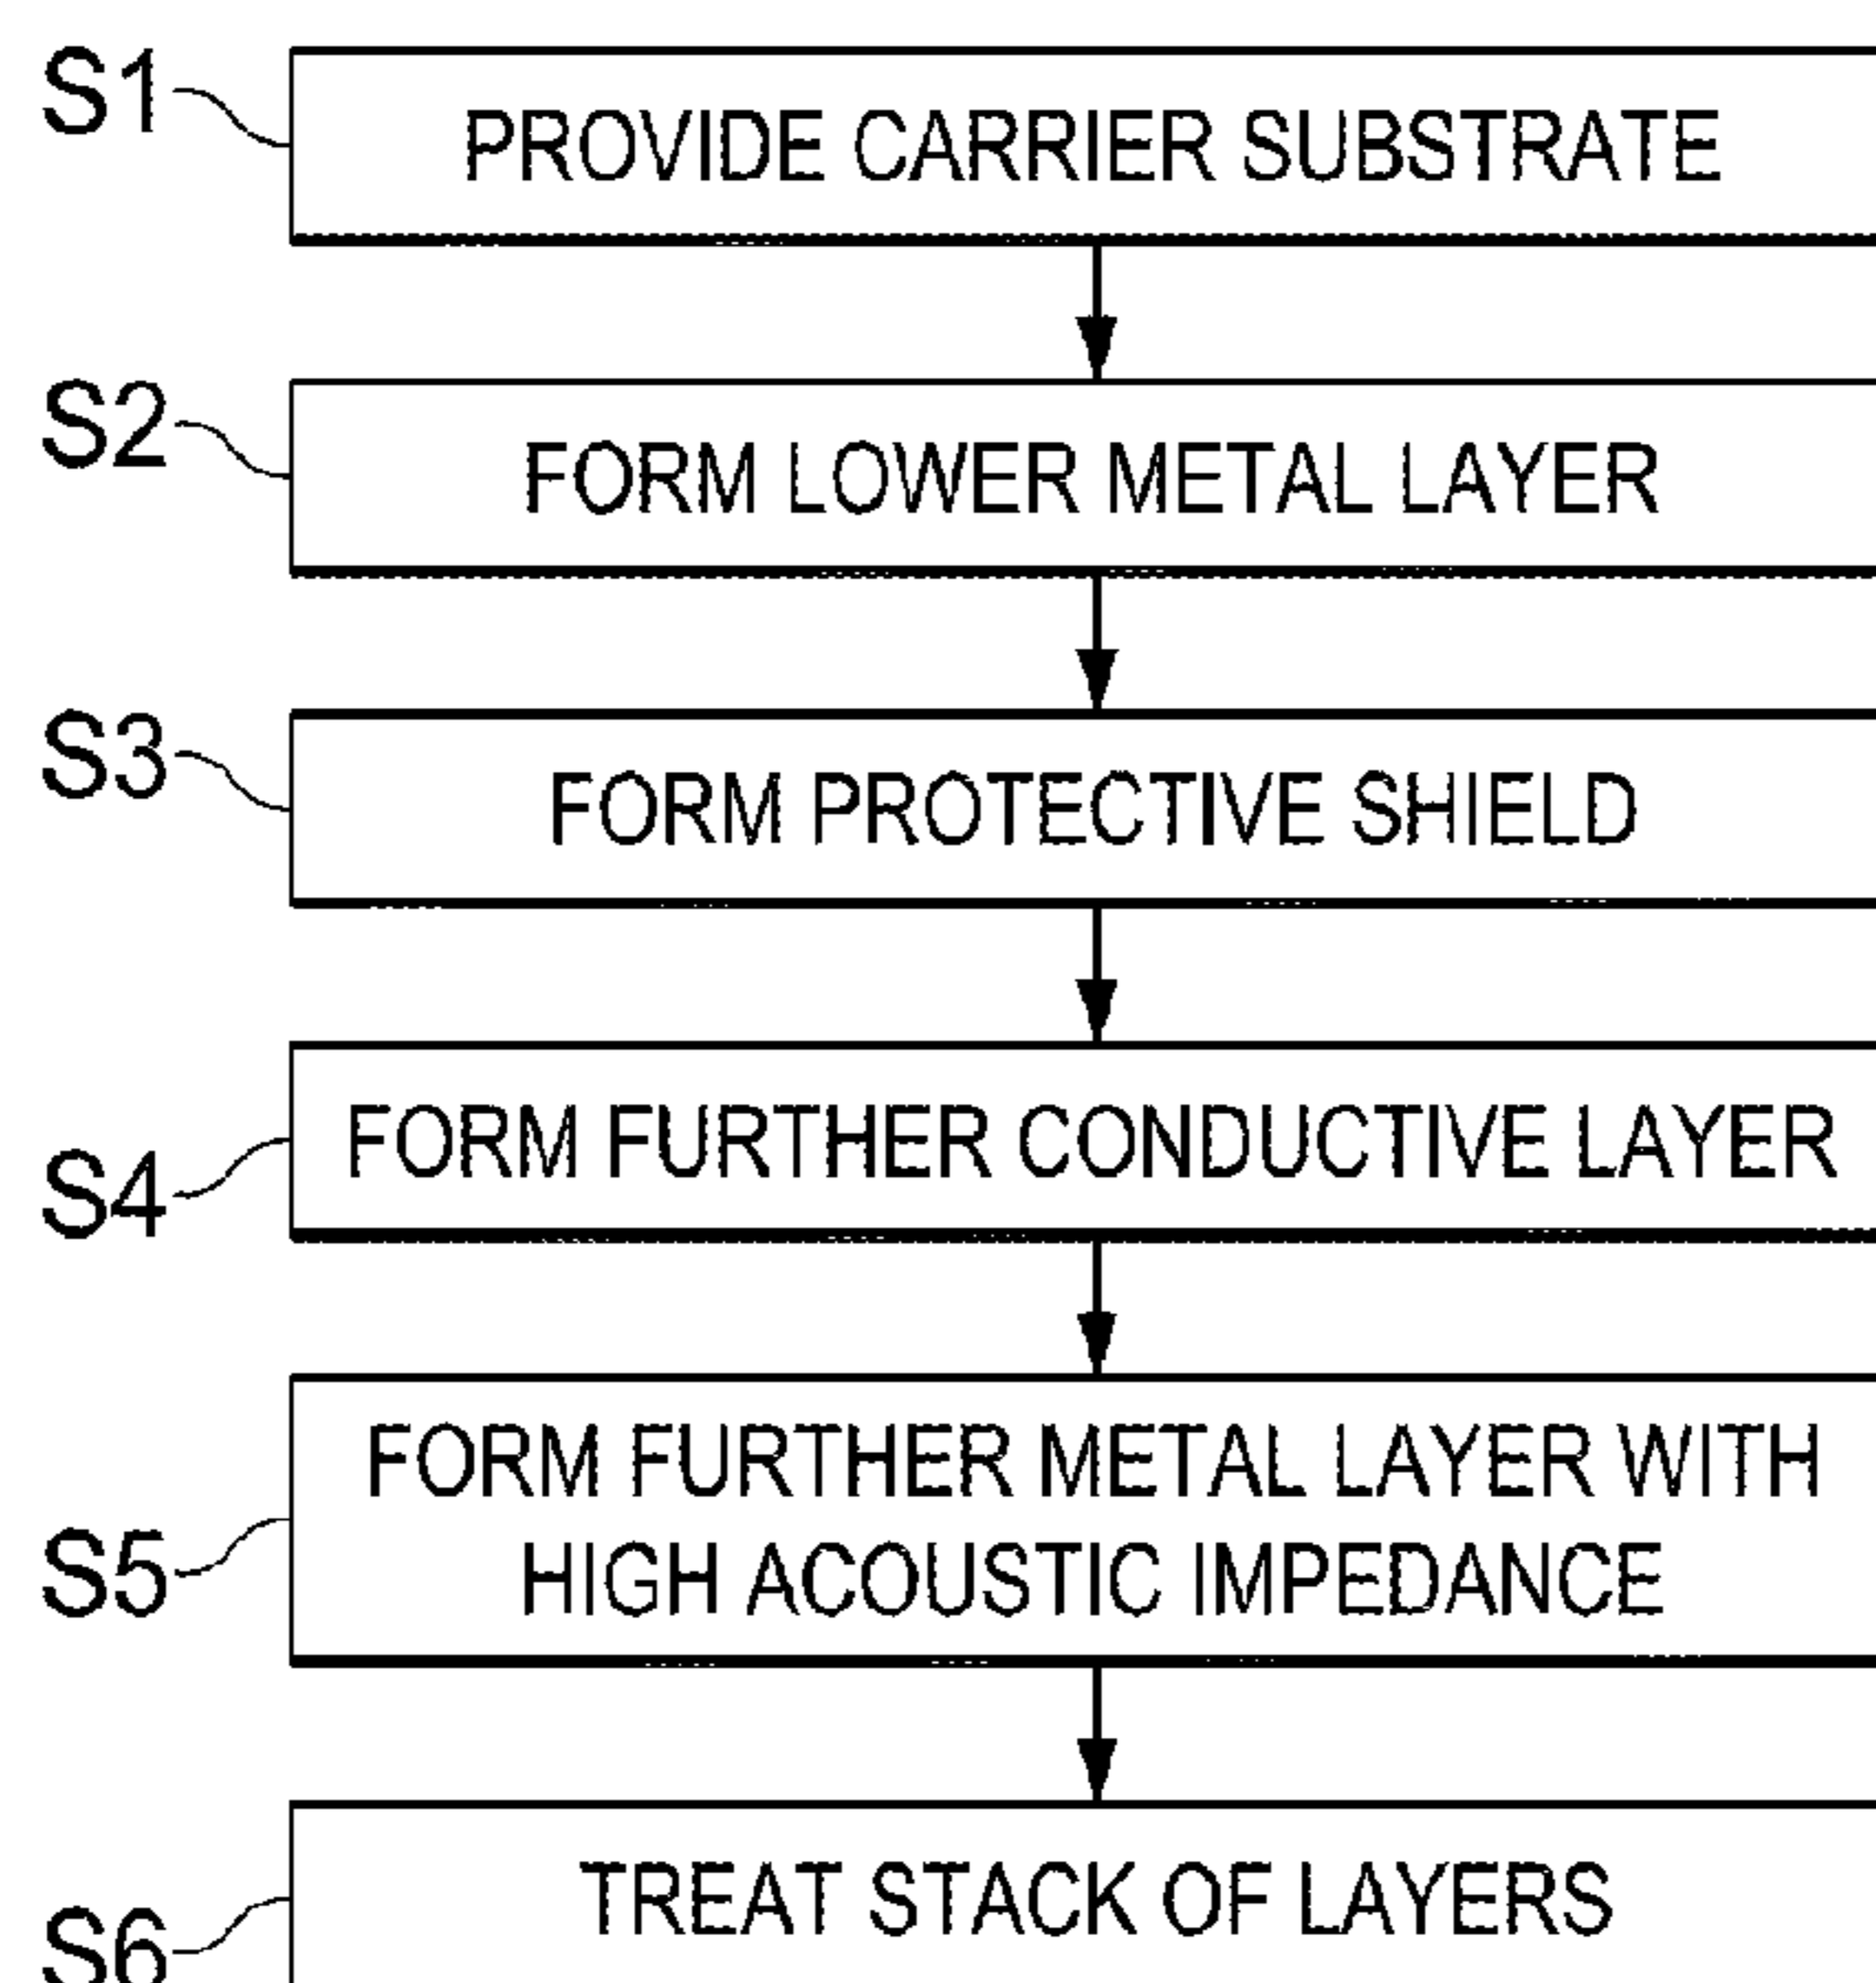 S1
PROVIDE CARRIER SUBSTRATE
S2
FORM LOWER METAL LAYER
S3
FORM PROTECTIVE SHIELD
S4
FORM FURTHER CONDUCTIVE LAYER
S5
FORM FURTHER METAL LAYER WITH
HIGH ACOUSTIC IMPEDANCE
S6
TREAT STACK OF LAYERS